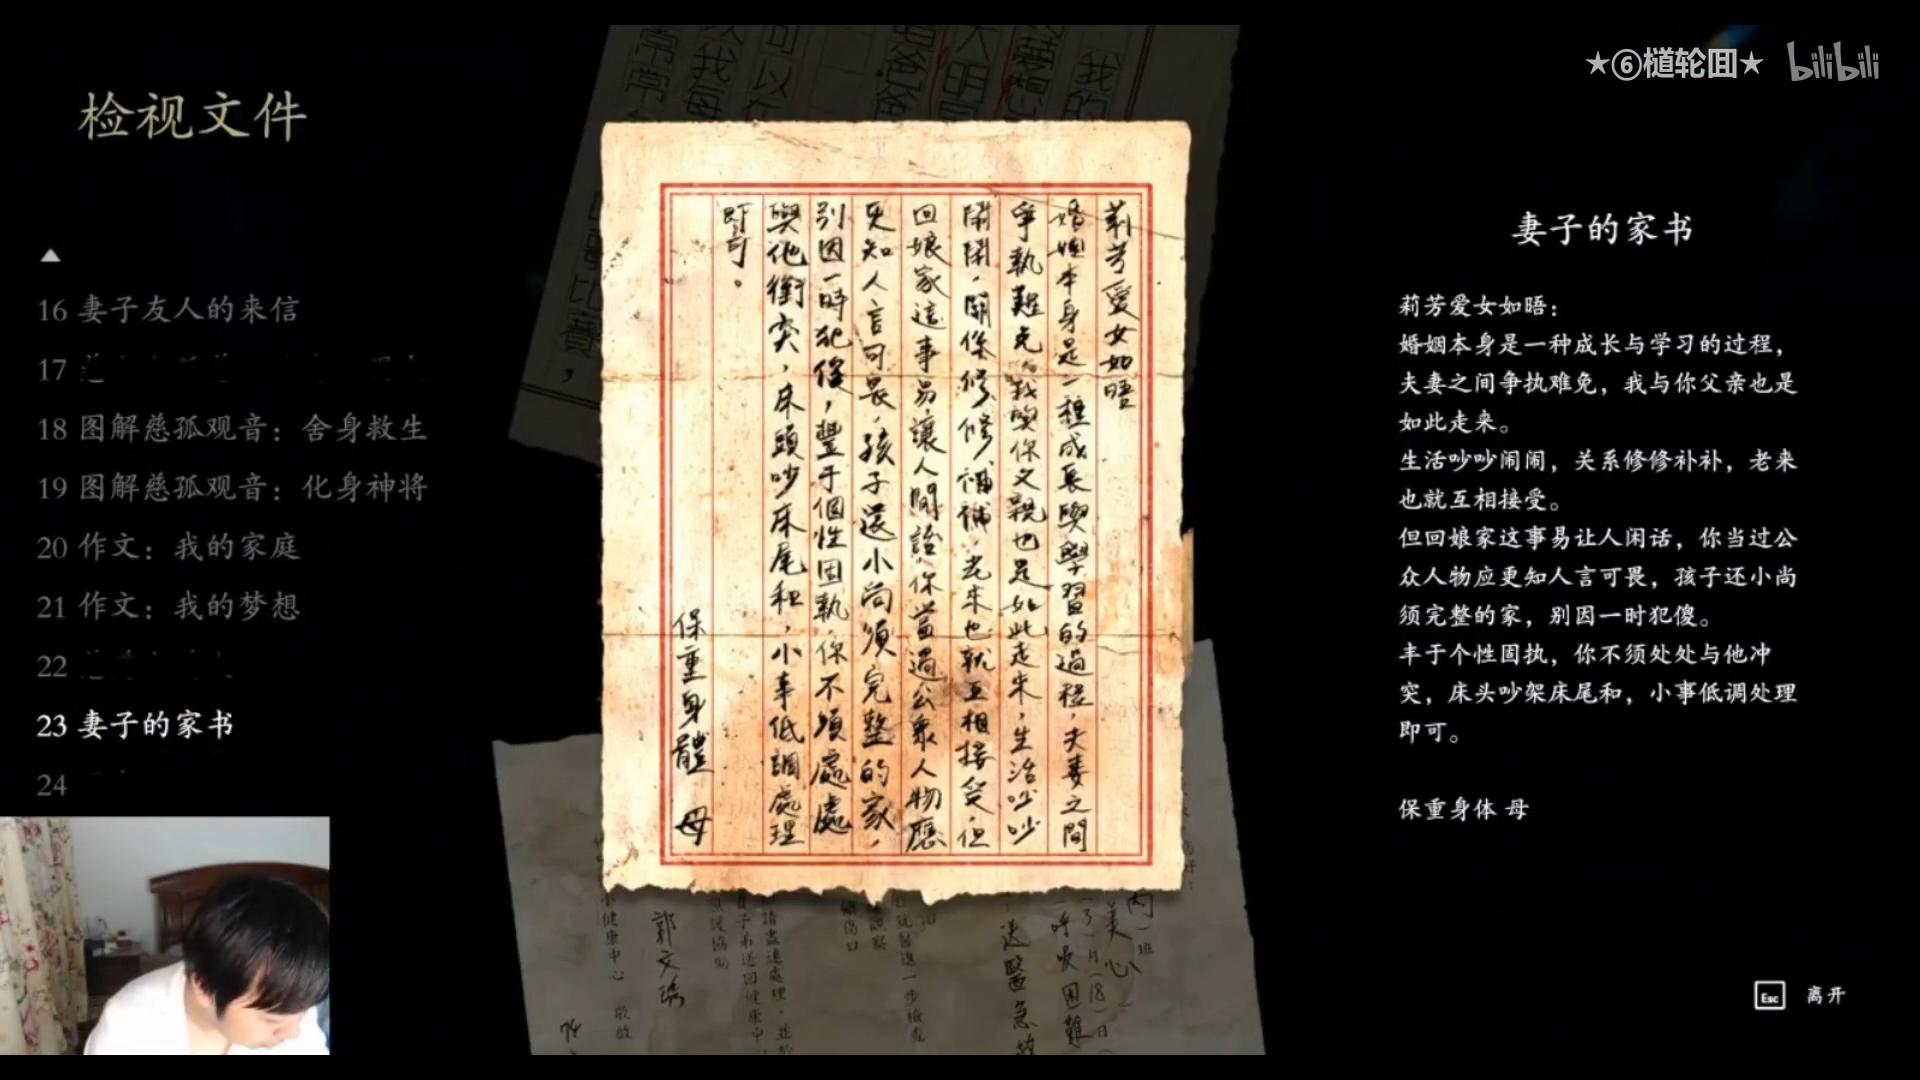 ★⑥槌轮囬★ bilibili
检视文件
16 妻子友人的来信
17
18 图解慈孤观音：舍身救生
19 图解慈孤观音：化身神将
20 作文：我的家庭
21 作文：我的梦想
22
23 妻子的家书
24
莉芳愛女如晤
婚姻本身是一種成長與學習的過程，夫妻之間
爭執難免，我與你父親也是如此走來，生活吵吵
鬧鬧，關係修修補補，老來也就互相接受，但
回娘家這事易讓人閒話，你當過公眾人物應
更知人言可畏，孩子還小尚須完整的家，
別因一時犯傻，豐于個性固執，你不須處處
與他衝突，床頭吵床尾和，小事低調處理
即可。
保重身體 母
妻子的家书
莉芳爱女如晤：
婚姻本身是一种成长与学习的过程，
夫妻之间争执难免，我与你父亲也是
如此走来。
生活吵吵闹闹，关系修修补补，老来
也就互相接受。
但回娘家这事易让人闲话，你当过公
众人物应更知人言可畏，孩子还小尚
须完整的家，别因一时犯傻。
丰于个性固执，你不须处处与他冲
突，床头吵架床尾和，小事低调处理
即可。
保重身体 母
Esc 离开